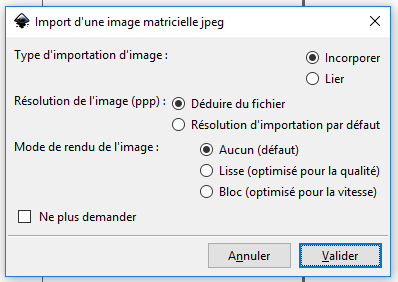 Import d'une image matricielle jpeg
Type d'importation d'image :
Incorporer
Lier
Résolution de l'image (ppp) :
Déduire du fichier
Résolution d'importation par défaut
Mode de rendu de l'image :
Aucun (défaut)
Lisse (optimisé pour la qualité)
Bloc (optimisé pour la vitesse)
Ne plus demander
Annuler
Valider